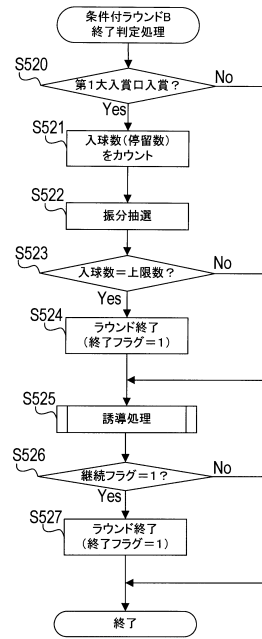 条件付ラウンドB
終了判定処理
S520
第1大入賞口入賞?
No
Yes
S521
入球数(停留数)
をカウント
S522
振分抽選
S523
入球数=上限数?
No
Yes
S524
ラウンド終了
(終了フラグ=1)
S525
誘導処理
S526
継続フラグ=1?
No
Yes
S527
ラウンド終了
(終了フラグ=1)
終了